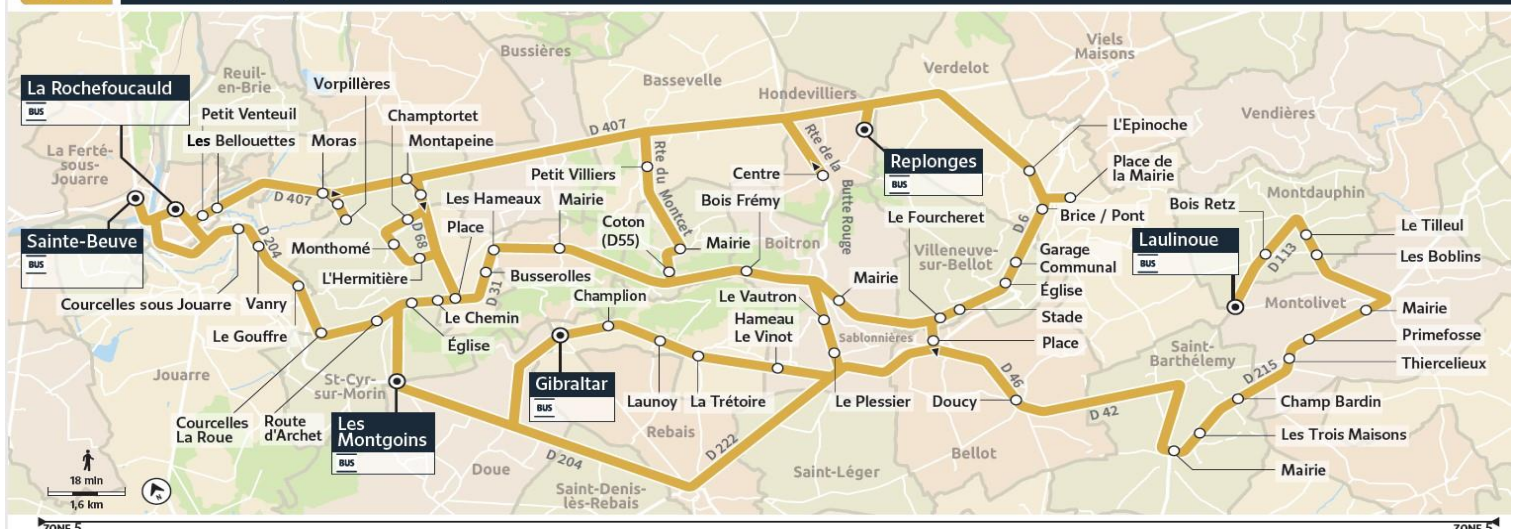 Bussières
Viels
Maisons
Verdelot
Reuil-
en-Brie
Vorpillères
Bassevelle
Hondevilliers
La Rochefoucauld
BUS
Petit Venteuil
Champtortet
Vendières
Les Bellouettes
Moras
Montapeine
D 407
L'Epinoche
La Ferté-
sous-
Jouarre
Rte du Montcet
Rte de la
Butte Rouge
Replonges
BUS
Place de
la Mairie
Petit Villiers
Centre
D 407
Les Hameaux
Mairie
Bois Frémy
Montdauphin
Bois Retz
Brice / Pont
D 6
Le Fourcheret
Place
Coton
(D55)
Mairie
Boitron
Le Tilleul
Sainte-Beuve
BUS
D 204
Monthomé
D 68
Villeneuve-
sur-Bellot
Garage
Communal
Laulinoue
BUS
D 113
Les Boblins
L'Hermitière
Busserolles
D 31
Mairie
Église
Courcelles sous Jouarre
Vanry
Champlion
Le Vautron
Montolivet
Mairie
Le Gouffre
Le Chemin
Hameau
Le Vinot
Stade
Église
Sablonnières
Place
Primefosse
Saint-
Barthélemy
Thiercelieux
Jouarre
St-Cyr-
sur-Morin
Gibraltar
BUS
D 46
D 215
Launoy
La Trétoire
Le Plessier
Doucy
Champ Bardin
Courcelles
La Roue
Route
d'Archet
Les
Montgoins
BUS
D 42
Rebais
Les Trois Maisons
D 222
Bellot
D 204
Doue
Saint-Léger
Mairie
18 min
1,6 km
Saint-Denis-
lès-Rebais
N
ZONE 5
ZONE 5